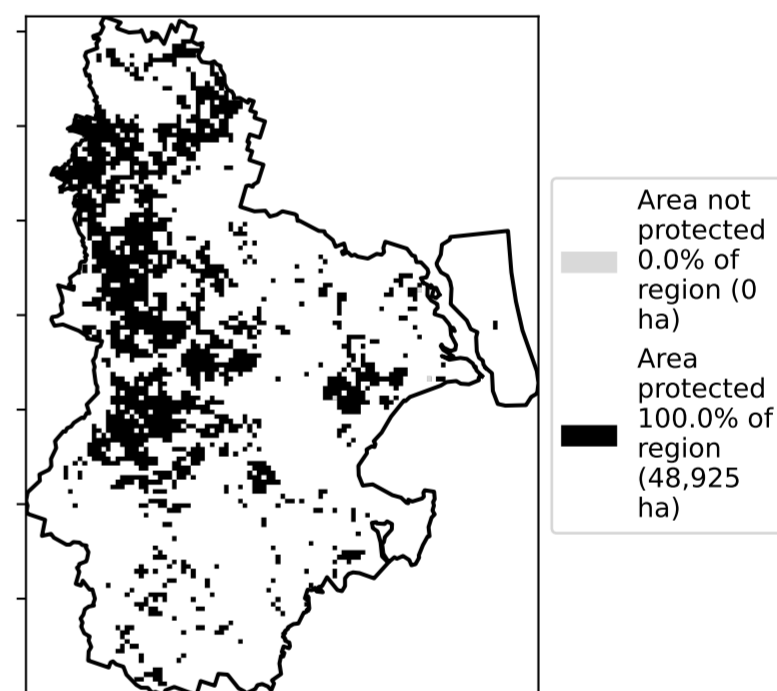 Area not
protected
0.0% of
region (0
ha)
Area
protected
100.0% of
region
(48,925
ha)